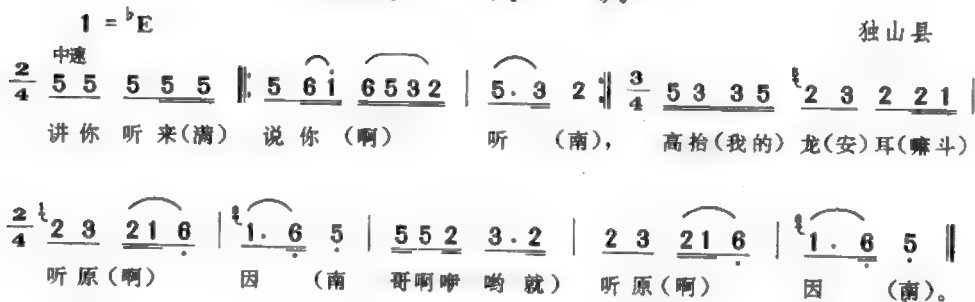 1 = ♭E
独山县
中速
2/4 5 5 5 5 5 ‖: 5 6 i 6 5 3 2 | 5. 3 2 :‖ 3/4 5 3 3 5 2 3 2 2 1 |
讲你 听来(满) 说你 (啊) 听 (南), 高抬(我的) 龙(安)耳(嘛斗)
2/4 2 3 2 1 6 | 1. 6 5 | 5 5 2 3. 2 | 2 3 2 1 6 | 1. 6 5 ‖
听原(啊) 因 (南 哥啊咿 哟就) 听原(啊) 因 (南)。